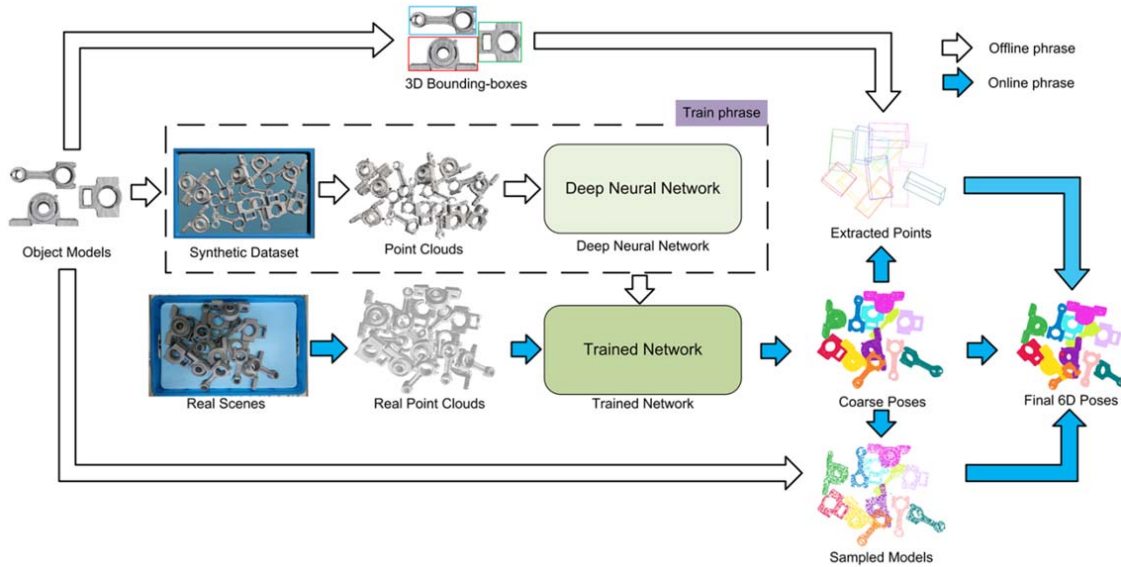 3D Bounding-boxes
Offline phrase
Online phrase
Train phrase
Object Models
Synthetic Dataset
Point Clouds
Deep Neural Network
Deep Neural Network
Extracted Points
Real Scenes
Real Point Clouds
Trained Network
Trained Network
Coarse Poses
Final 6D Poses
Sampled Models